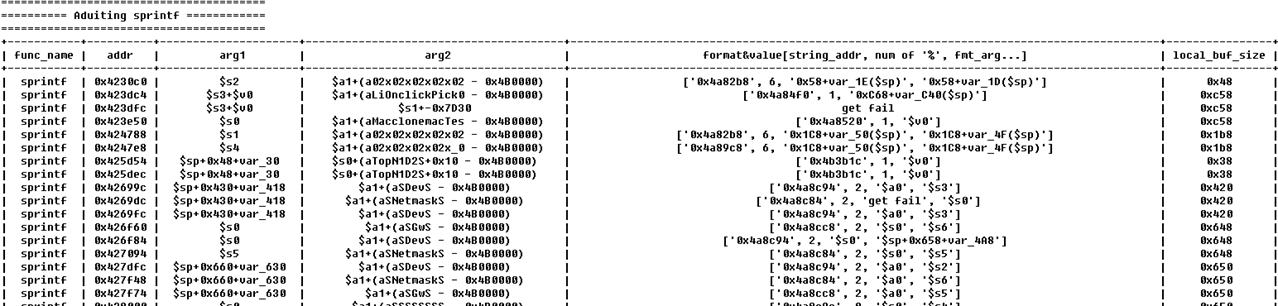 ========================================
========== Aduiting sprintf ==========
========================================
| func_name | addr | arg1 | arg2 | format&value[string_addr, num of '%', fmt_arg...] | local_buf_size |
| sprintf | 0x4230c0 | $s2 | $a1+(a02x02x02x02x02 - 0x4B0000) | ['0x4a82b8', 6, '0x58+var_1E($sp)', '0x58+var_1D($sp)'] | 0x48 |
| sprintf | 0x423dc4 | $s3+$v0 | $a1+(aLiOnclickPick0 - 0x4B0000) | ['0x4a84f0', 1, '0xC68+var_C40($sp)'] | 0xc58 |
| sprintf | 0x423dfc | $s3+$v0 | $s1+-0x7D30 | get fail | 0xc58 |
| sprintf | 0x423e50 | $s0 | $a1+(aMacclonemacTes - 0x4B0000) | ['0x4a8520', 1, '$v0'] | 0xc58 |
| sprintf | 0x424788 | $s1 | $a1+(a02x02x02x02x02 - 0x4B0000) | ['0x4a82b8', 6, '0x1C8+var_50($sp)', '0x1C8+var_4F($sp)'] | 0x1b8 |
| sprintf | 0x4247e8 | $s4 | $a1+(a02x02x02x02x_0 - 0x4B0000) | ['0x4a89c8', 6, '0x1C8+var_50($sp)', '0x1C8+var_4F($sp)'] | 0x1b8 |
| sprintf | 0x425d54 | $sp+0x48+var_30 | $s0+(aTopN1D2S+0x10 - 0x4B0000) | ['0x4b3b1c', 1, '$v0'] | 0x38 |
| sprintf | 0x425dec | $sp+0x48+var_30 | $s0+(aTopN1D2S+0x10 - 0x4B0000) | ['0x4b3b1c', 1, '$v0'] | 0x38 |
| sprintf | 0x42699c | $sp+0x430+var_418 | $a1+(aSDevS - 0x4B0000) | ['0x4a8c94', 2, '$a0', '$s3'] | 0x420 |
| sprintf | 0x4269dc | $sp+0x430+var_418 | $a1+(aSNetmaskS - 0x4B0000) | ['0x4a8c84', 2, 'get fail', '$s0'] | 0x420 |
| sprintf | 0x4269fc | $sp+0x430+var_418 | $a1+(aSDevS - 0x4B0000) | ['0x4a8c94', 2, '$a0', '$s3'] | 0x420 |
| sprintf | 0x426f60 | $s0 | $a1+(aSGwS - 0x4B0000) | ['0x4a8cc8', 2, '$s0', '$s6'] | 0x648 |
| sprintf | 0x426f84 | $s0 | $a1+(aSDevS - 0x4B0000) | ['0x4a8c94', 2, '$s0', '$sp+0x658+var_4A8'] | 0x648 |
| sprintf | 0x427094 | $s5 | $a1+(aSNetmaskS - 0x4B0000) | ['0x4a8c84', 2, '$s0', '$s5'] | 0x648 |
| sprintf | 0x427dfc | $sp+0x660+var_630 | $a1+(aSDevS - 0x4B0000) | ['0x4a8c94', 2, '$a0', '$s2'] | 0x650 |
| sprintf | 0x427f48 | $sp+0x660+var_630 | $a1+(aSNetmaskS - 0x4B0000) | ['0x4a8c84', 2, '$s0', '$a0'] | 0x650 |
| sprintf | 0x427f74 | $sp+0x660+var_630 | $a1+(aSGwS - 0x4B0000) | ['0x4a8cc8', 2, '$a0', '$s5'] | 0x650 |